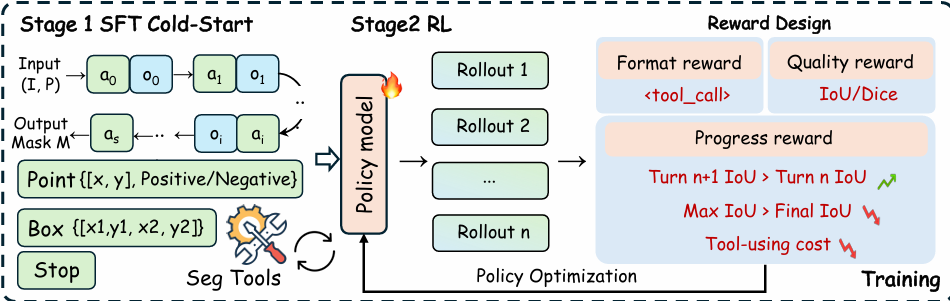 Stage 1 SFT Cold-Start
Input
(I, P)
a0 o0 a1 o1
..
Output
Mask M
as ·· oi ai
Point {[x, y], Positive/Negative}
Box {[x1,y1, x2, y2]}
Stop
Seg Tools
Stage2 RL
Policy model
Rollout 1
Rollout 2
...
Rollout n
Policy Optimization
Reward Design
Format reward
<tool_call>
Quality reward
IoU/Dice
Progress reward
Turn n+1 IoU > Turn n IoU
Max IoU > Final IoU
Tool-using cost
Training